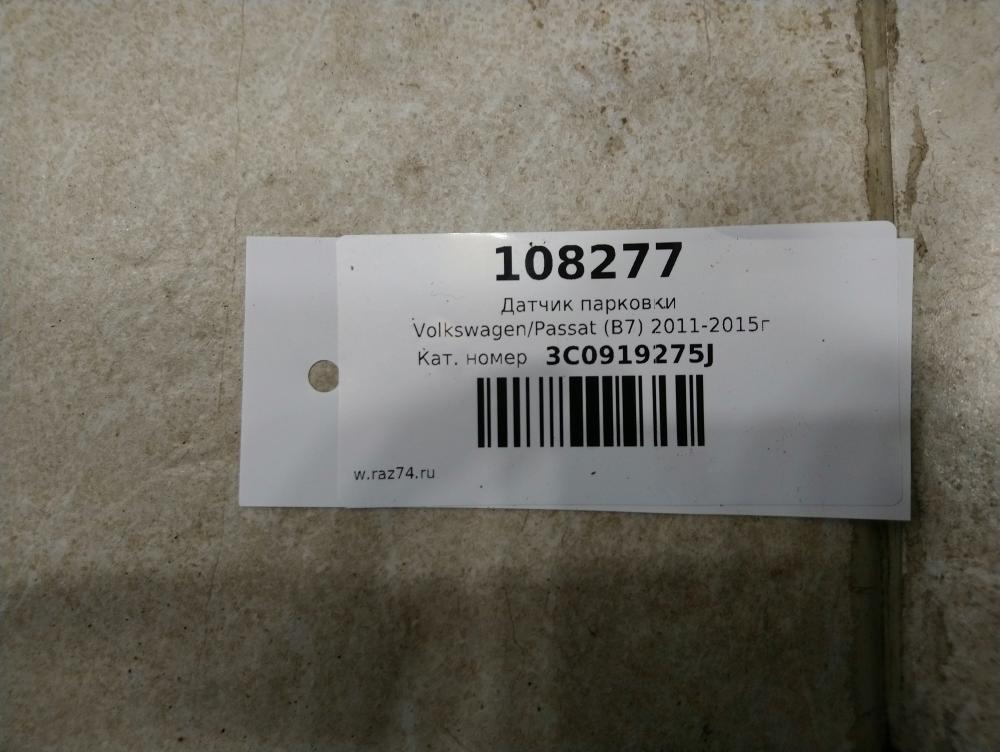 108277
Датчик парковки
Volkswagen/Passat (B7) 2011-2015г
Кат. номер 3C0919275J
w.raz74.ru